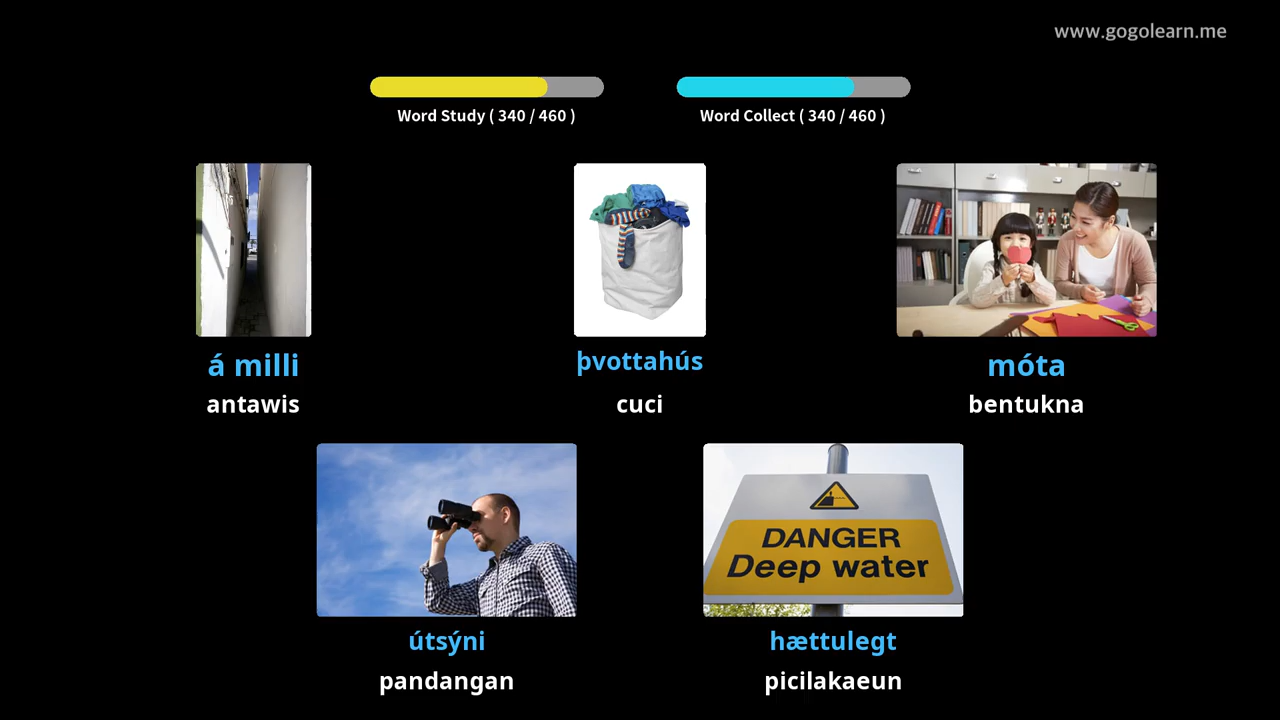 www.gogolearn.me
Word Study ( 340 / 460 )
Word Collect ( 340 / 460 )
á milli
antawis
þvottahús
cuci
móta
bentukna
DANGER
Deep water
útsýni
pandangan
hættulegt
picilakaeun